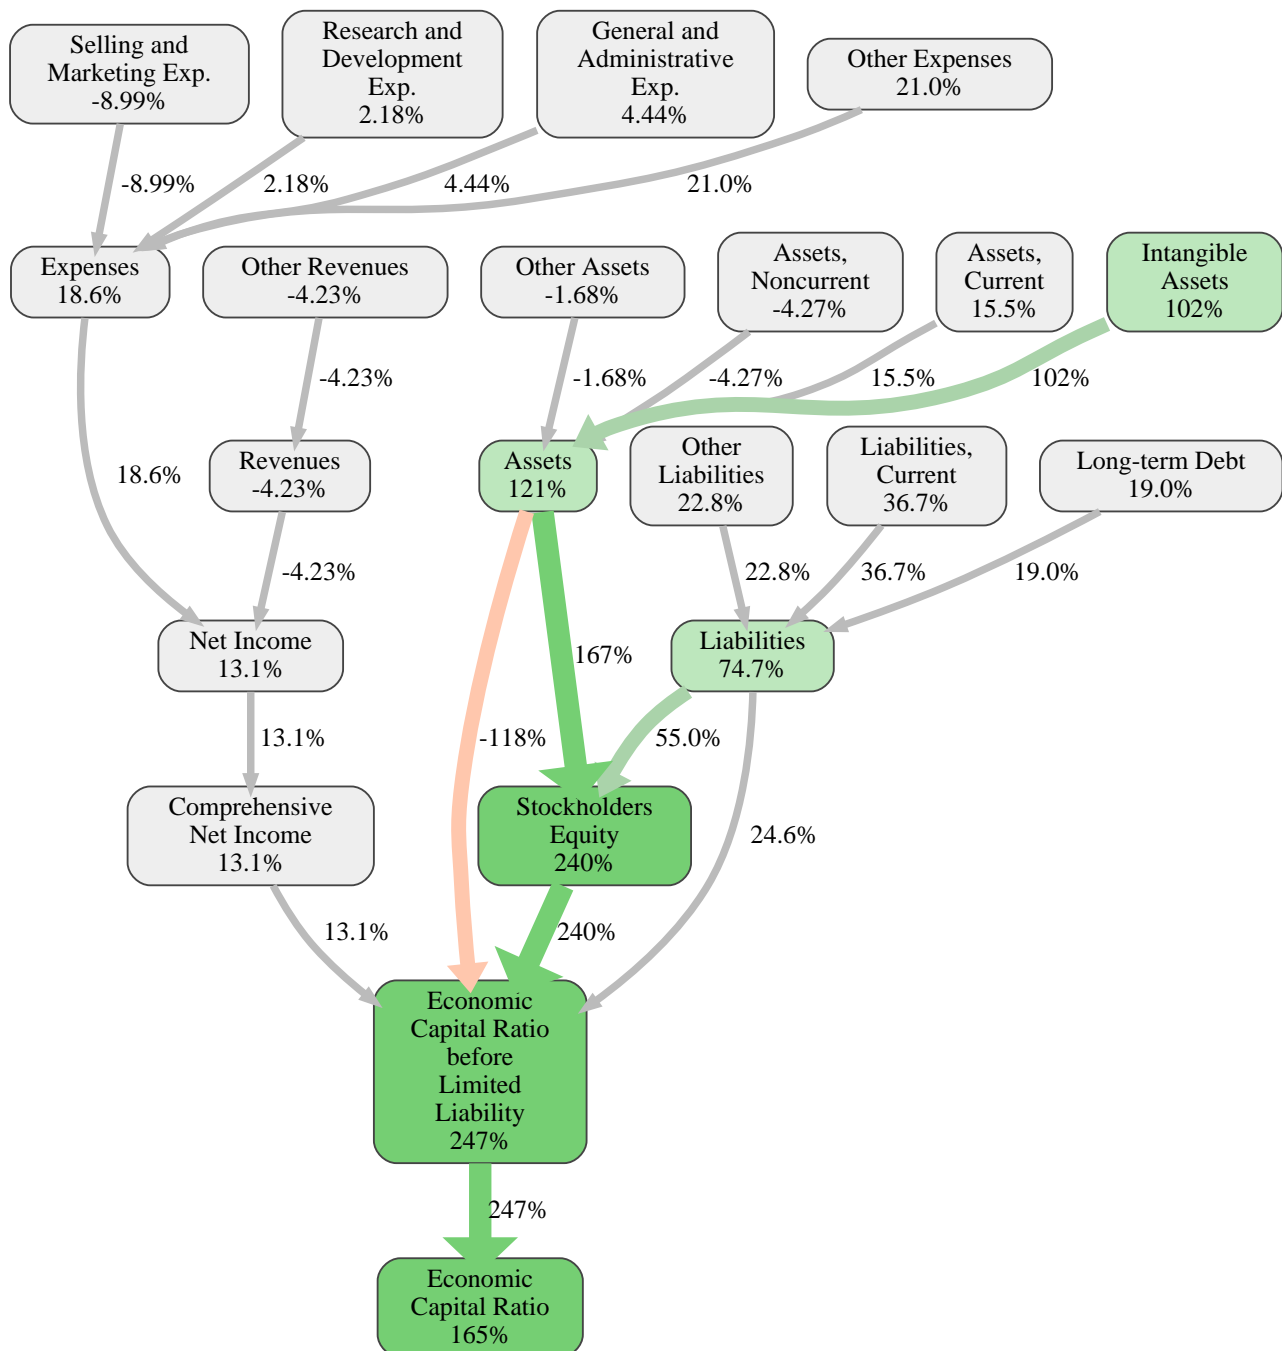 Selling and
Marketing Exp.
-8.99%
Research and
Development
Exp.
2.18%
General and
Administrative
Exp.
4.44%
Other Expenses
21.0%
-8.99%
2.18%
4.44%
21.0%
Expenses
18.6%
Other Revenues
-4.23%
Other Assets
-1.68%
Assets,
Noncurrent
-4.27%
Assets,
Current
15.5%
Intangible
Assets
102%
-4.23%
-1.68%
-4.27%
15.5%
102%
18.6%
Revenues
-4.23%
Assets
121%
Other
Liabilities
22.8%
Liabilities,
Current
36.7%
Long-term Debt
19.0%
-4.23%
22.8%
36.7%
19.0%
Net Income
13.1%
167%
Liabilities
74.7%
13.1%
-118%
55.0%
Comprehensive
Net Income
13.1%
Stockholders
Equity
240%
24.6%
13.1%
240%
Economic
Capital Ratio
before
Limited
Liability
247%
247%
Economic
Capital Ratio
165%